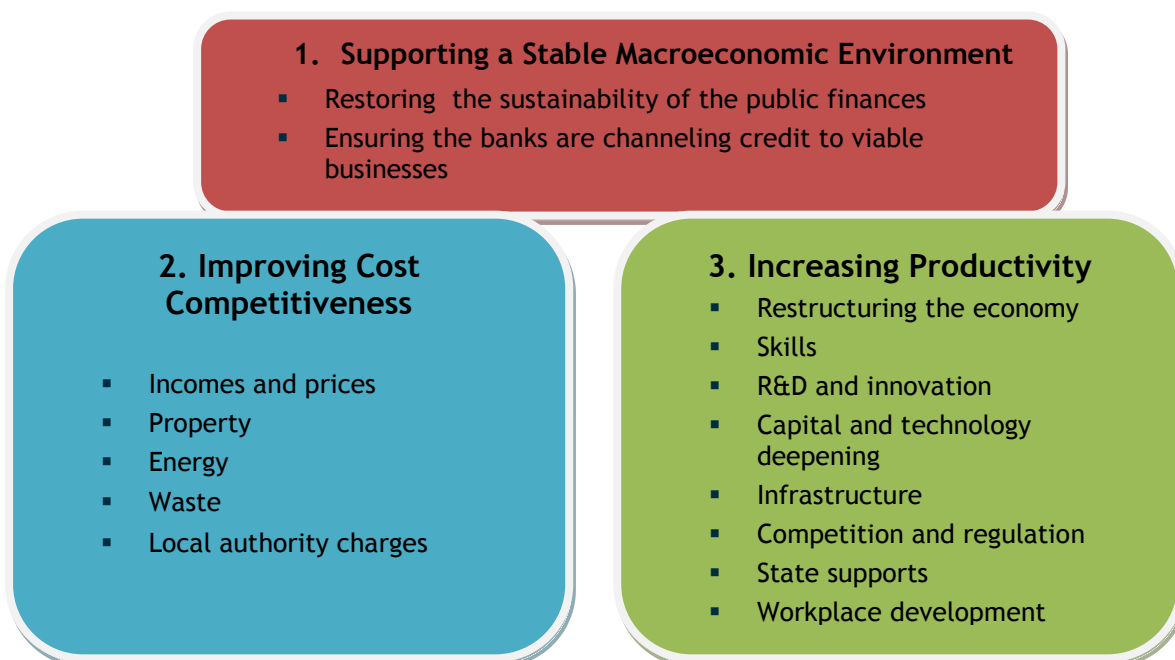 1. Supporting a Stable Macroeconomic Environment
▪ Restoring the sustainability of the public finances
▪ Ensuring the banks are channeling credit to viable
businesses
2. Improving Cost
Competitiveness
▪ Incomes and prices
▪ Property
▪ Energy
▪ Waste
▪ Local authority charges
3. Increasing Productivity
▪ Restructuring the economy
▪ Skills
▪ R&D and innovation
▪ Capital and technology
deepening
▪ Infrastructure
▪ Competition and regulation
▪ State supports
▪ Workplace development